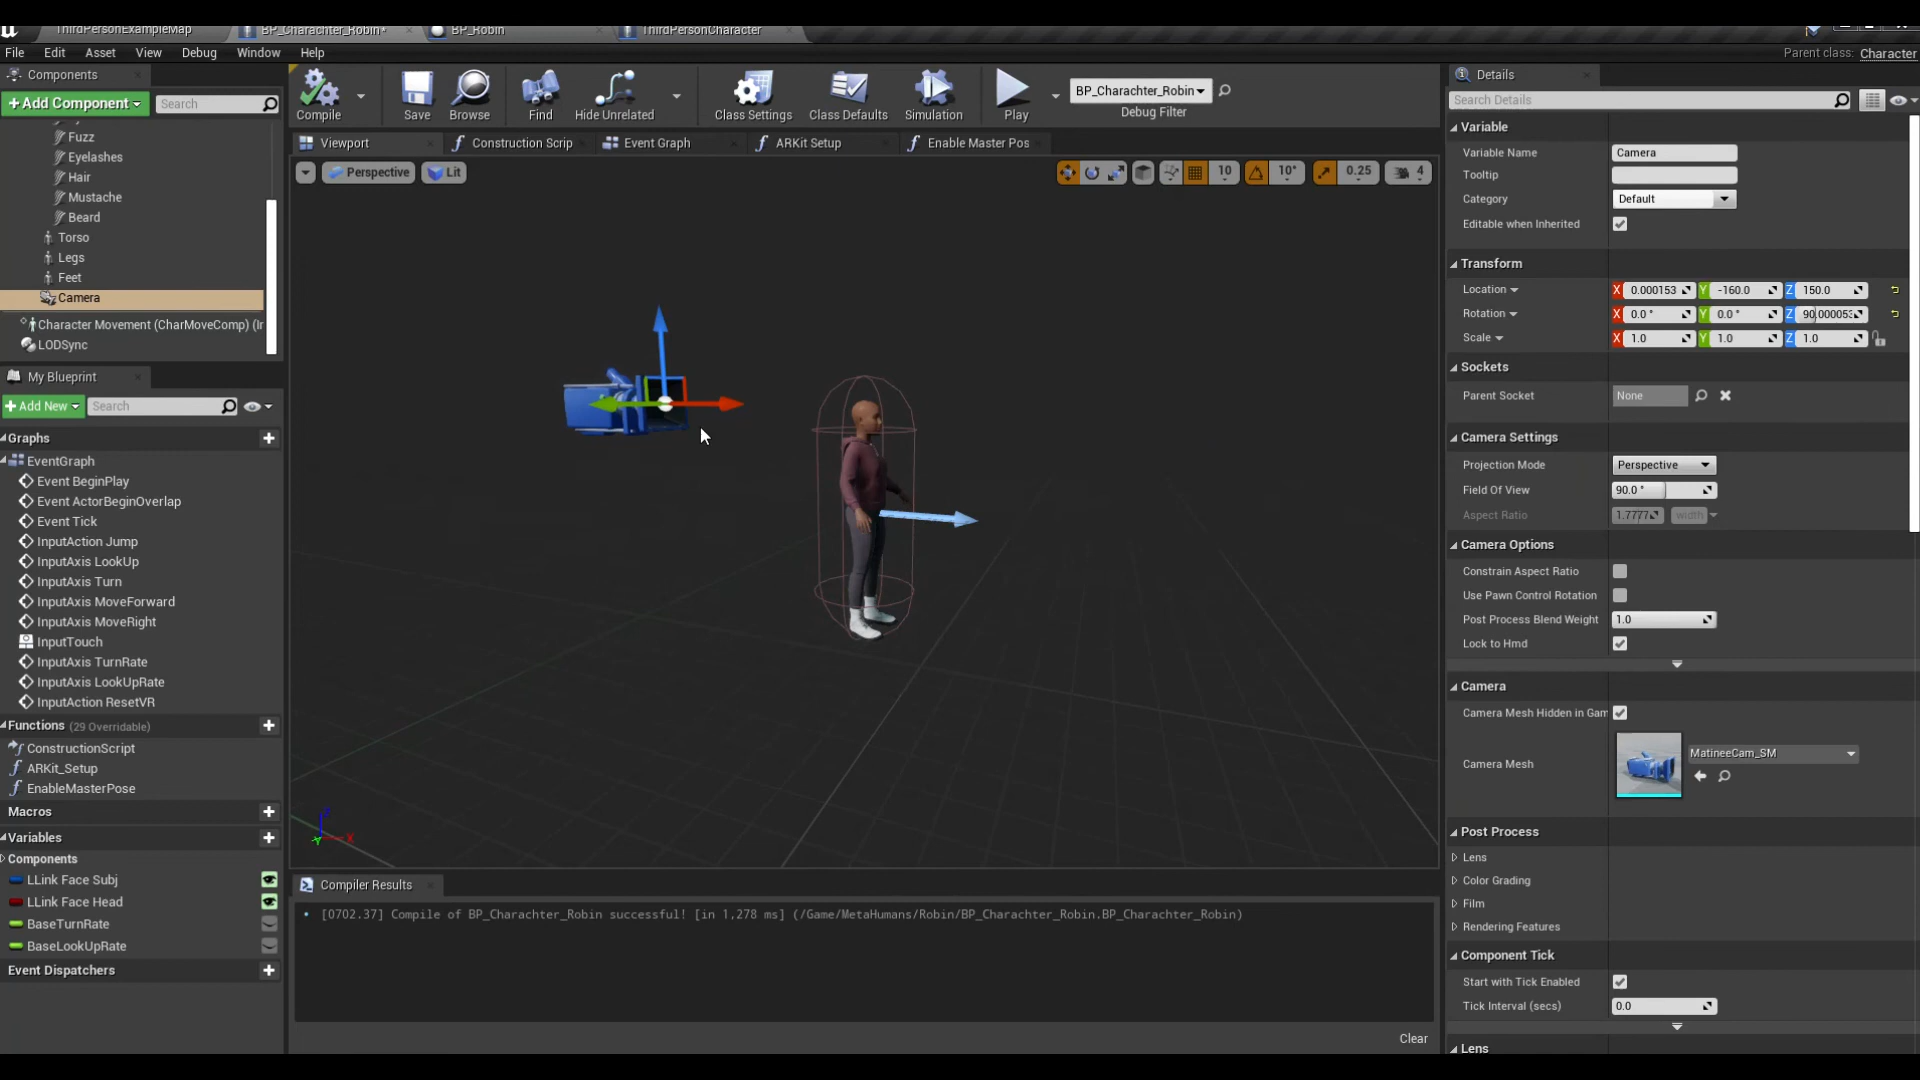 ThirdPersonExampleMap
BP_Charachter_Robin*
BP_Robin
ThirdPersonCharacter
File
Edit
Asset
View
Debug
Window
Help
Parent class: Character
Components
+Add Component
Search
Fuzz
Eyelashes
Hair
Mustache
Beard
Torso
Legs
Feet
Camera
Character Movement (CharMoveComp) (Ir
LODSync
My Blueprint
+Add New
Search
Graphs
EventGraph
Event BeginPlay
Event ActorBeginOverlap
Event Tick
InputAction Jump
InputAxis LookUp
InputAxis Turn
InputAxis MoveForward
InputAxis MoveRight
InputTouch
InputAxis TurnRate
InputAxis LookUpRate
InputAction ResetVR
Functions (29 Overridable)
ConstructionScript
ARKit_Setup
EnableMasterPose
Macros
Variables
Components
LLink Face Subj
LLink Face Head
BaseTurnRate
BaseLookUpRate
Event Dispatchers
Compile
Save
Browse
Find
Hide Unrelated
Class Settings
Class Defaults
Simulation
Play
BP_Charachter_Robin
Debug Filter
Viewport
Construction Scrip
Event Graph
ARKit Setup
Enable Master Pos
Perspective
Lit
10
10°
0.25
4
Z
X
Y
Compiler Results
[0702.37] Compile of BP_Charachter_Robin successful! [in 1,278 ms] (/Game/MetaHumans/Robin/BP_Charachter_Robin.BP_Charachter_Robin)
Clear
Details
Search Details
Variable
Variable Name Camera
Tooltip
Category Default
Editable when Inherited
Transform
Location X 0.000153 Y -160.0 Z 150.0
Rotation X 0.0 ° Y 0.0 ° Z 90.000053
Scale X 1.0 Y 1.0 Z 1.0
Sockets
Parent Socket None
Camera Settings
Projection Mode Perspective
Field Of View 90.0 °
Aspect Ratio 1.7777 width
Camera Options
Constrain Aspect Ratio
Use Pawn Control Rotation
Post Process Blend Weight 1.0
Lock to Hmd
Camera
Camera Mesh Hidden in Gam
Camera Mesh MatineeCam_SM
Post Process
Lens
Color Grading
Film
Rendering Features
Component Tick
Start with Tick Enabled
Tick Interval (secs) 0.0
Lens